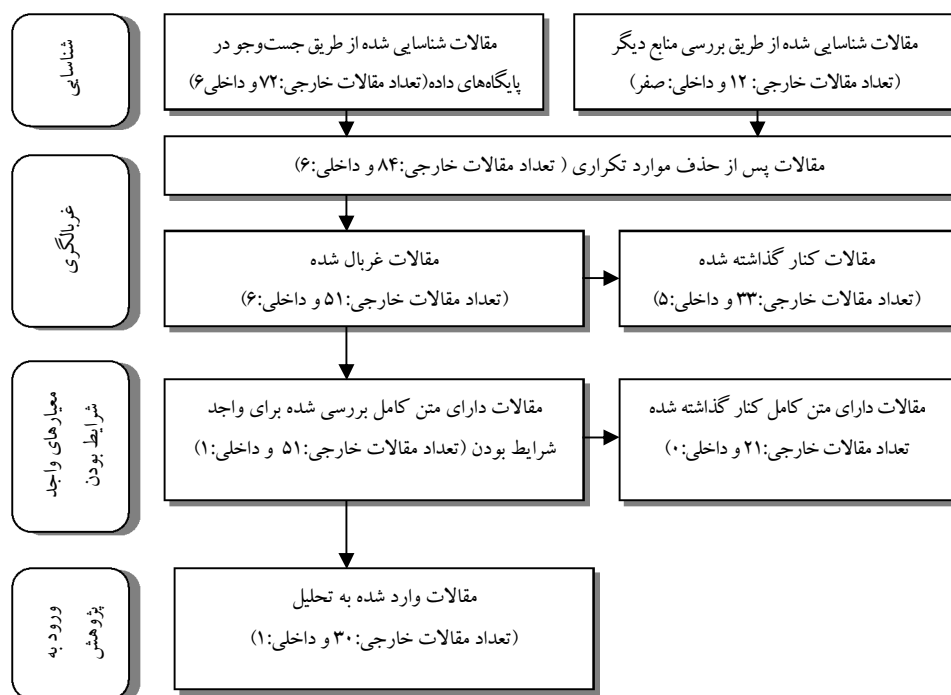 شناسایی
مقالات شناسایی شده از طریق بررسی منابع دیگر
(تعداد مقالات خارجی: ۱۲ و داخلی: صفر)
مقالات شناسایی شده از طریق جست‌وجو در
پایگاه‌های داده(تعداد مقالات خارجی:۷۲ و داخلی۶)
غربالگری
مقالات پس از حذف موارد تکراری ( تعداد مقالات خارجی:۸۴ و داخلی:۶)
مقالات غربال شده
(تعداد مقالات خارجی:۵۱ و داخلی:۶)
مقالات کنار گذاشته شده
(تعداد مقالات خارجی:۳۳ و داخلی:۵)
معیارهای واجد
شرایط بودن
مقالات دارای متن کامل بررسی شده برای واجد
شرایط بودن (تعداد مقالات خارجی:۵۱ و داخلی:۱)
مقالات دارای متن کامل کنار گذاشته شده
تعداد مقالات خارجی:۲۱ و داخلی:۰)
ورود به
پژوهش
مقالات وارد شده به تحلیل
(تعداد مقالات خارجی:۳۰ و داخلی:۱)